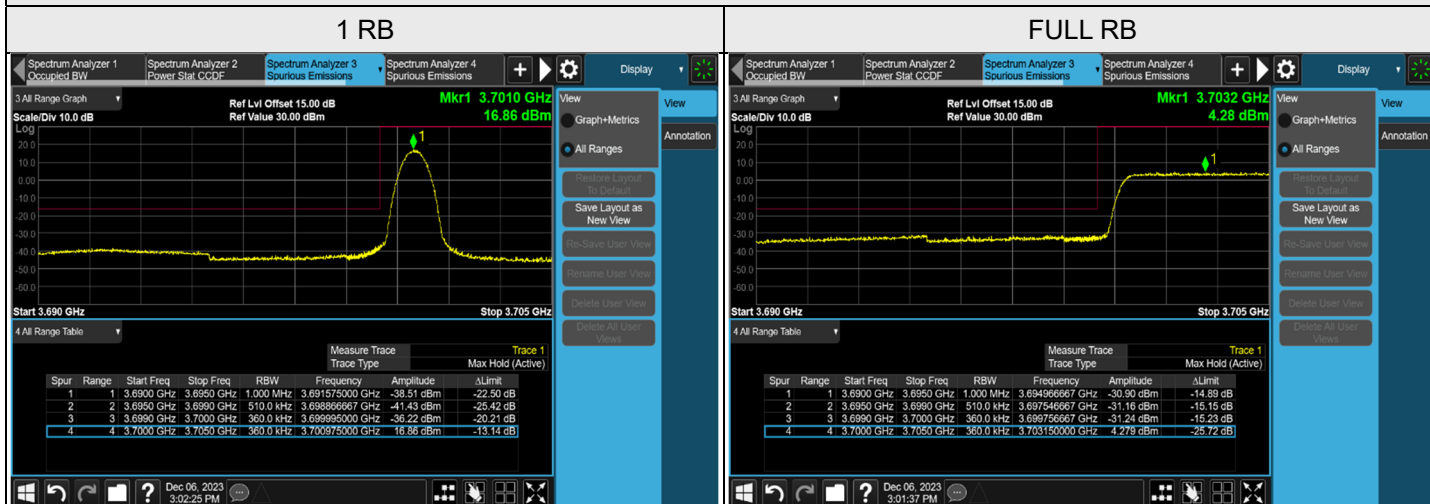 1 RB
FULL RB
Spectrum Analyzer 1
Occupied BW
Spectrum Analyzer 2
Power Stat CCDF
Spectrum Analyzer 3
Spurious Emissions
Spectrum Analyzer 4
Spurious Emissions
Display
3 All Range Graph
Ref Lvl Offset 15.00 dB
Mkr1 3.7010 GHz
Scale/Div 10.0 dB
Ref Value 30.00 dBm
16.86 dBm
Log
20.0
10.0
0.00
-10.0
-20.0
-30.0
-40.0
-50.0
-60.0
1
Start 3.690 GHz
Stop 3.705 GHz
View
Graph+Metrics
All Ranges
Restore Layout
To Default
Save Layout as
New View
Re-Save User View
Rename User View
Delete User View
Delete All User
Views
View
Annotation
4 All Range Table
Measure Trace Trace 1
Trace Type Max Hold (Active)
Spur Range Start Freq Stop Freq RBW Frequency Amplitude ΔLimit
1 1 3.6900 GHz 3.6950 GHz 1.000 MHz 3.691575000 GHz -38.51 dBm -22.50 dB
2 2 3.6950 GHz 3.6990 GHz 510.0 kHz 3.698866667 GHz -41.43 dBm -25.42 dB
3 3 3.6990 GHz 3.7000 GHz 360.0 kHz 3.699995000 GHz -36.22 dBm -20.21 dB
4 4 3.7000 GHz 3.7050 GHz 360.0 kHz 3.700975000 GHz 16.86 dBm -13.14 dB
?
Dec 06, 2023
3:02:25 PM
Spectrum Analyzer 1
Occupied BW
Spectrum Analyzer 2
Power Stat CCDF
Spectrum Analyzer 3
Spurious Emissions
Spectrum Analyzer 4
Spurious Emissions
Display
3 All Range Graph
Ref Lvl Offset 15.00 dB
Mkr1 3.7032 GHz
Scale/Div 10.0 dB
Ref Value 30.00 dBm
4.28 dBm
Log
20.0
10.0
0.00
-10.0
-20.0
-30.0
-40.0
-50.0
-60.0
1
Start 3.690 GHz
Stop 3.705 GHz
View
Graph+Metrics
All Ranges
Restore Layout
To Default
Save Layout as
New View
Re-Save User View
Rename User View
Delete User View
Delete All User
Views
View
Annotation
4 All Range Table
Measure Trace Trace 1
Trace Type Max Hold (Active)
Spur Range Start Freq Stop Freq RBW Frequency Amplitude ΔLimit
1 1 3.6900 GHz 3.6950 GHz 1.000 MHz 3.694966667 GHz -30.90 dBm -14.89 dB
2 2 3.6950 GHz 3.6990 GHz 510.0 kHz 3.697546667 GHz -31.16 dBm -15.15 dB
3 3 3.6990 GHz 3.7000 GHz 360.0 kHz 3.699756667 GHz -31.24 dBm -15.23 dB
4 4 3.7000 GHz 3.7050 GHz 360.0 kHz 3.703150000 GHz 4.279 dBm -25.72 dB
?
Dec 06, 2023
3:01:37 PM